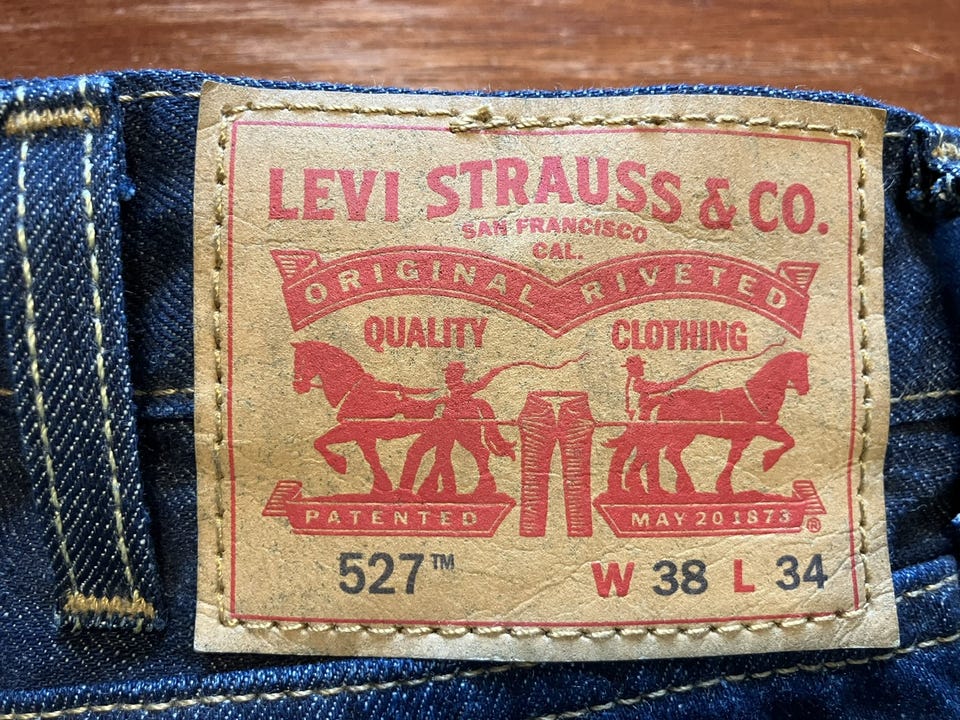 LEVI STRAUSS & CO.
SAN FRANCISCO
CAL.
ORIGINAL RIVETED
QUALITY CLOTHING
PATENTED MAY 20 1873 ®
527™ W 38 L 34